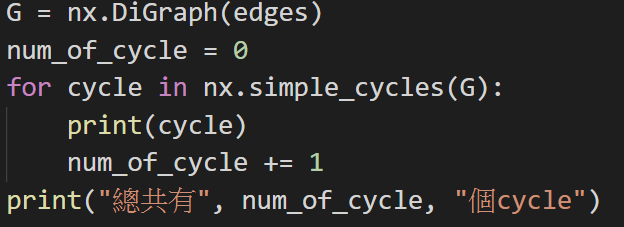 G = nx.DiGraph(edges)
num_of_cycle = 0
for cycle in nx.simple_cycles(G):
    print(cycle)
    num_of_cycle += 1
print("總共有", num_of_cycle, "個cycle")